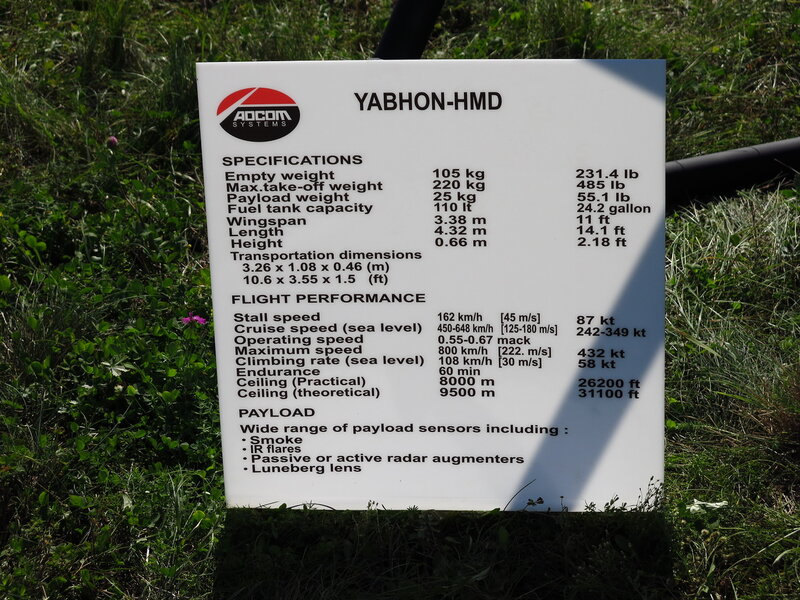 ADCOM
SYSTEMS
YABHON-HMD
SPECIFICATIONS
Empty weight 105 kg 231.4 lb
Max.take-off weight 220 kg 485 lb
Payload weight 25 kg 55.1 lb
Fuel tank capacity 110 lt 24.2 gallon
Wingspan 3.38 m 11 ft
Length 4.32 m 14.1 ft
Height 0.66 m 2.18 ft
Transportation dimensions
3.26 x 1.08 x 0.46 (m)
10.6 x 3.55 x 1.5 (ft)
FLIGHT PERFORMANCE
Stall speed 162 km/h [45 m/s] 87 kt
Cruise speed (sea level) 450-648 km/h [125-180 m/s] 242-349 kt
Operating speed 0.55-0.67 mack
Maximum speed 800 km/h [222. m/s] 432 kt
Climbing rate (sea level) 108 km/h [30 m/s] 58 kt
Endurance 60 min
Ceiling (Practical) 8000 m 26200 ft
Ceiling (theoretical) 9500 m 31100 ft
PAYLOAD
Wide range of payload sensors including :
• Smoke
• IR flares
• Passive or active radar augmenters
• Luneberg lens